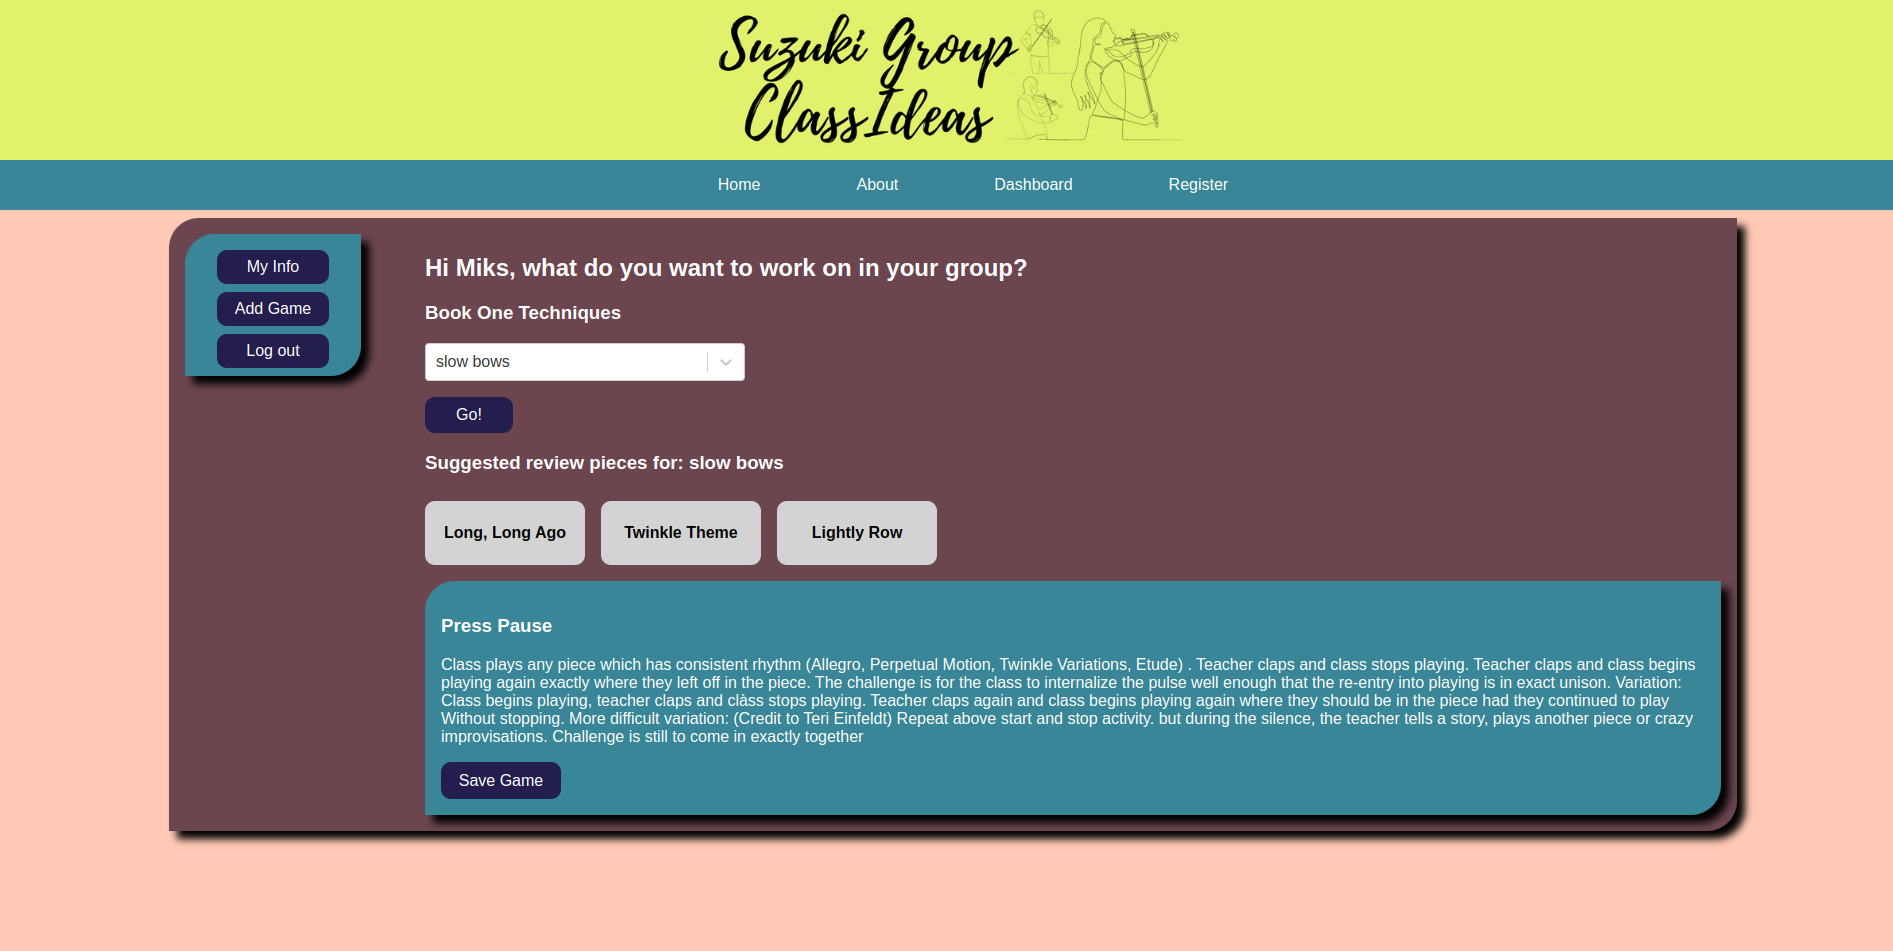 Suzuki Group
Class Ideas
Home About Dashboard Register
My Info
Add Game
Log out
Hi Miks, what do you want to work on in your group?
Book One Techniques
slow bows
Go!
Suggested review pieces for: slow bows
Long, Long Ago Twinkle Theme Lightly Row
Press Pause
Class plays any piece which has consistent rhythm (Allegro, Perpetual Motion, Twinkle Variations, Etude) . Teacher claps and class stops playing. Teacher claps and class begins
playing again exactly where they left off in the piece. The challenge is for the class to internalize the pulse well enough that the re-entry into playing is in exact unison. Variation:
Class begins playing, teacher claps and clàss stops playing. Teacher claps again and class begins playing again where they should be in the piece had they continued to play
Without stopping. More difficult variation: (Credit to Teri Einfeldt) Repeat above start and stop activity. but during the silence, the teacher tells a story, plays another piece or crazy
improvisations. Challenge is still to come in exactly together
Save Game